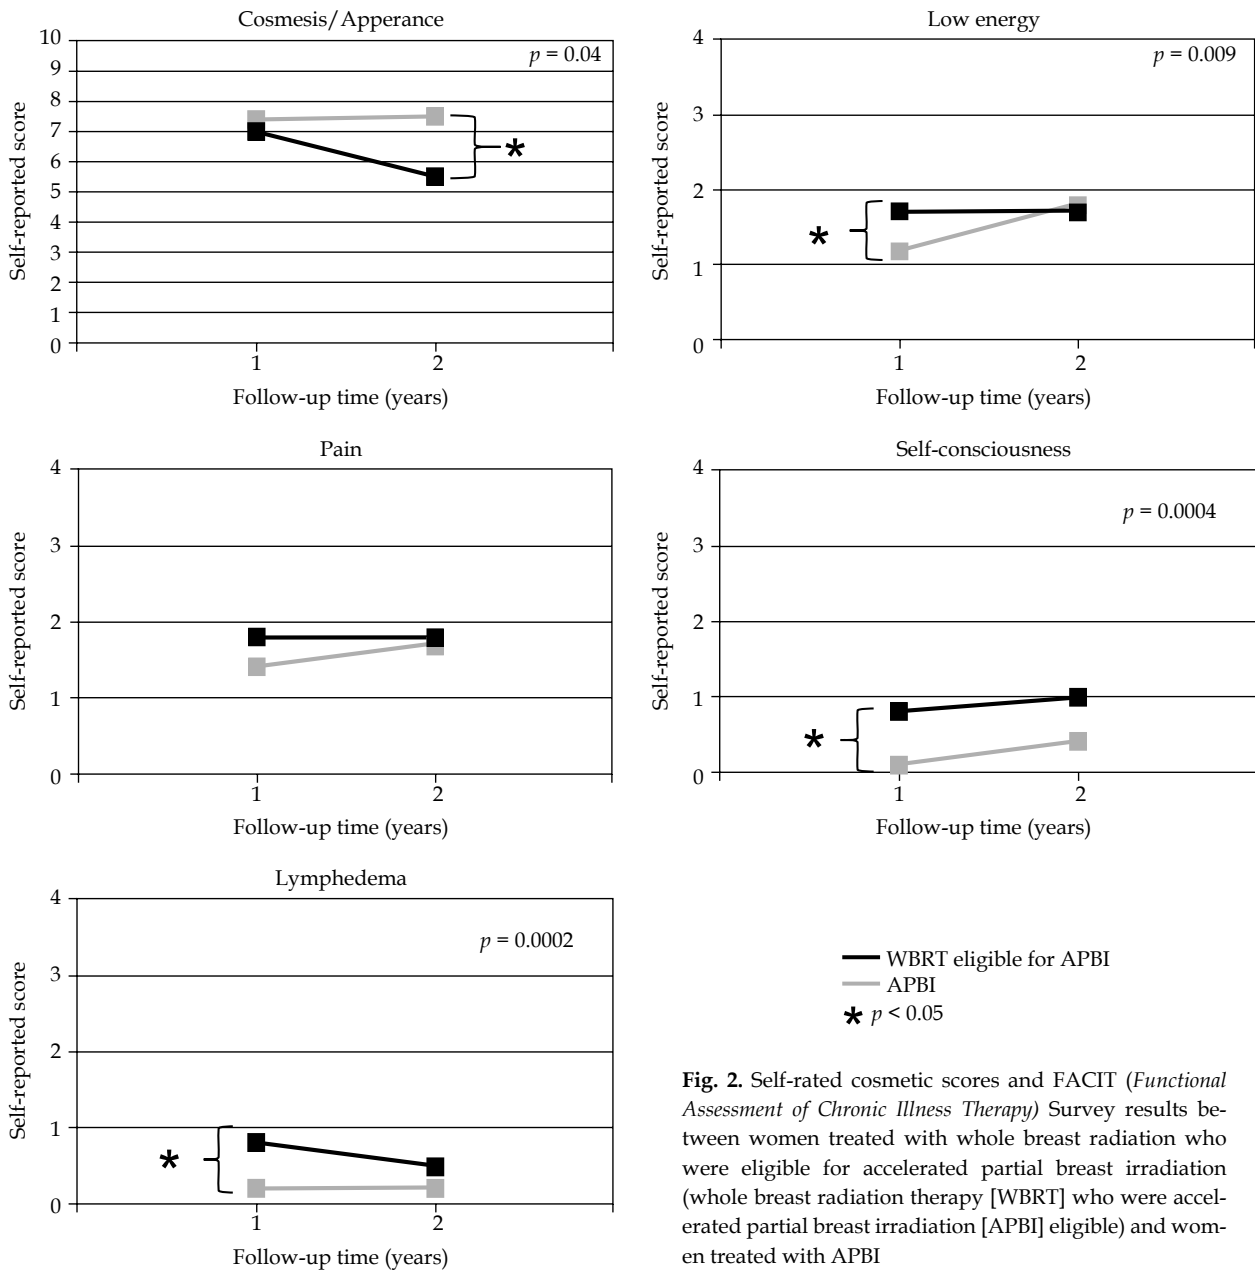 Cosmesis/Apperance
10
9
8
7
6
5
4
3
2
1
0
p = 0.04
*
Self-reported score
1 2
Follow-up time (years)
Low energy
4
3
2
1
0
p = 0.009
*
Self-reported score
1 2
Follow-up time (years)
Pain
4
3
2
1
0
Self-reported score
1 2
Follow-up time (years)
Self-consciousness
4
3
2
1
0
p = 0.0004
*
Self-reported score
1 2
Follow-up time (years)
Lymphedema
4
3
2
1
0
p = 0.0002
*
Self-reported score
1 2
Follow-up time (years)
WBRT eligible for APBI
APBI
* p < 0.05
Fig. 2. Self-rated cosmetic scores and FACIT (Functional
Assessment of Chronic Illness Therapy) Survey results be-
tween women treated with whole breast radiation who
were eligible for accelerated partial breast irradiation
(whole breast radiation therapy [WBRT] who were accel-
erated partial breast irradiation [APBI] eligible) and wom-
en treated with APBI